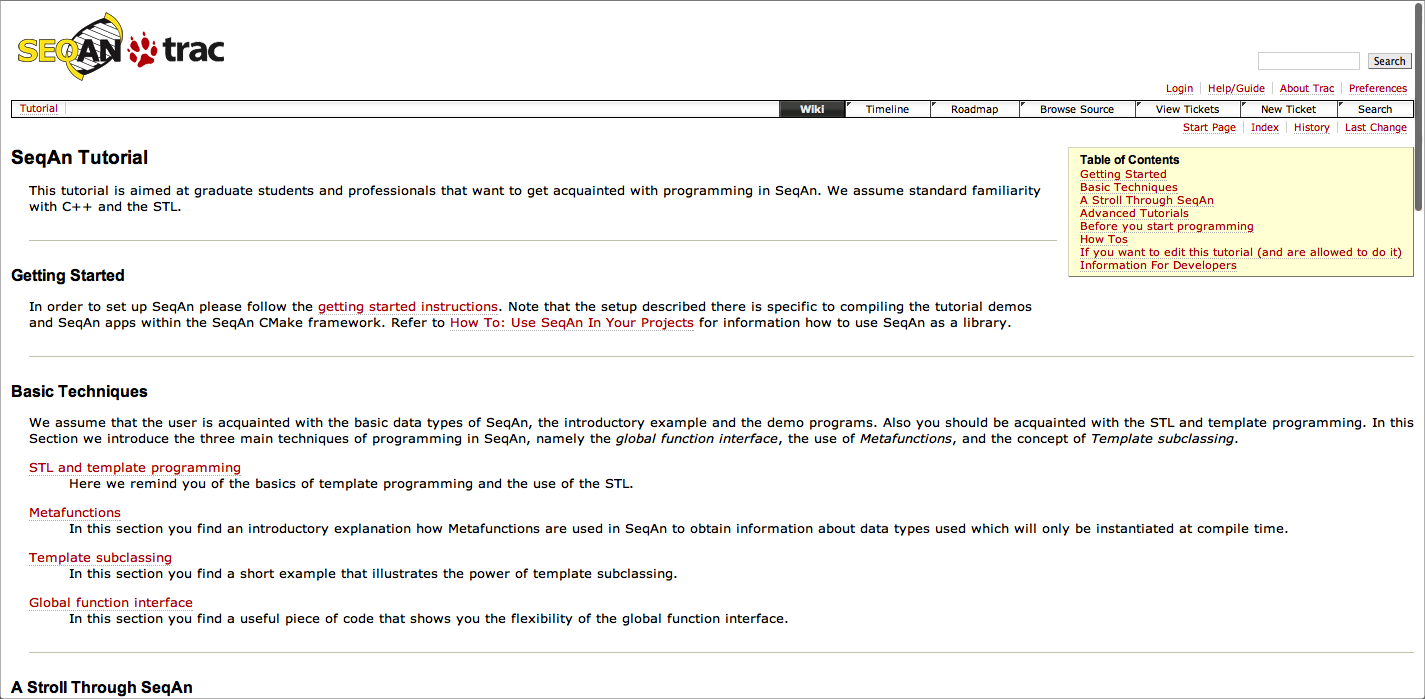 SEQAN trac
Search
Login Help/Guide About Trac Preferences
Tutorial Wiki Timeline Roadmap Browse Source View Tickets New Ticket Search
Start Page Index History Last Change
SeqAn Tutorial
This tutorial is aimed at graduate students and professionals that want to get acquainted with programming in SeqAn. We assume standard familiarity
with C++ and the STL.
Table of Contents
Getting Started
Basic Techniques
A Stroll Through SeqAn
Advanced Tutorials
Before you start programming
How Tos
If you want to edit this tutorial (and are allowed to do it)
Information For Developers
Getting Started
In order to set up SeqAn please follow the getting started instructions. Note that the setup described there is specific to compiling the tutorial demos
and SeqAn apps within the SeqAn CMake framework. Refer to How To: Use SeqAn In Your Projects for information how to use SeqAn as a library.
Basic Techniques
We assume that the user is acquainted with the basic data types of SeqAn, the introductory example and the demo programs. Also you should be acquainted with the STL and template programming. In this
Section we introduce the three main techniques of programming in SeqAn, namely the global function interface, the use of Metafunctions, and the concept of Template subclassing.
STL and template programming
Here we remind you of the basics of template programming and the use of the STL.
Metafunctions
In this section you find an introductory explanation how Metafunctions are used in SeqAn to obtain information about data types used which will only be instantiated at compile time.
Template subclassing
In this section you find a short example that illustrates the power of template subclassing.
Global function interface
In this section you find a useful piece of code that shows you the flexibility of the global function interface.
A Stroll Through SeqAn